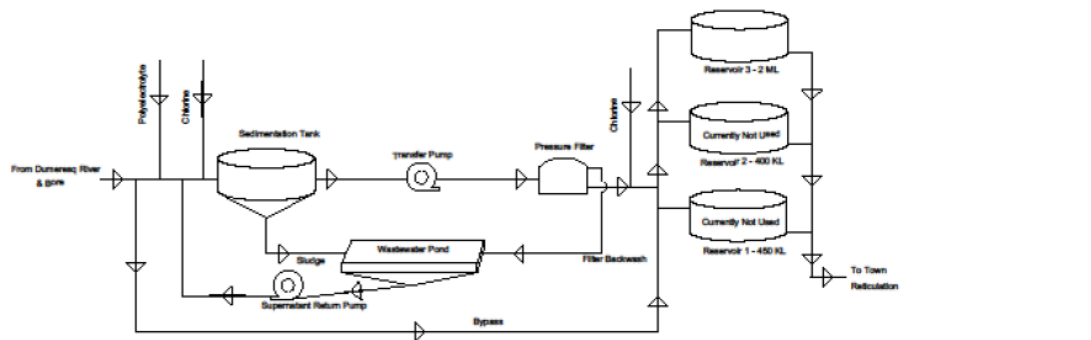 Polyelectrolyte
Chlorine
Sedimentation Tank
Transfer Pump
Pressure Filter
Chlorine
Reservoir 3 - 2 ML
Currently Not Used
Reservoir 2 - 400 KL
From Dumaresq River
& Bore
Currently Not Used
Reservoir 1 - 450 KL
Wastewater Pond
Sludge
Filter Backwash
Supernatant Return Pump
Bypass
To Town
Reticulation